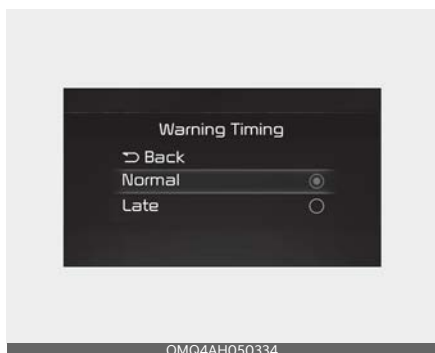 Warning Timing
⮌ Back
Normal
Late
OMQ4AH050334